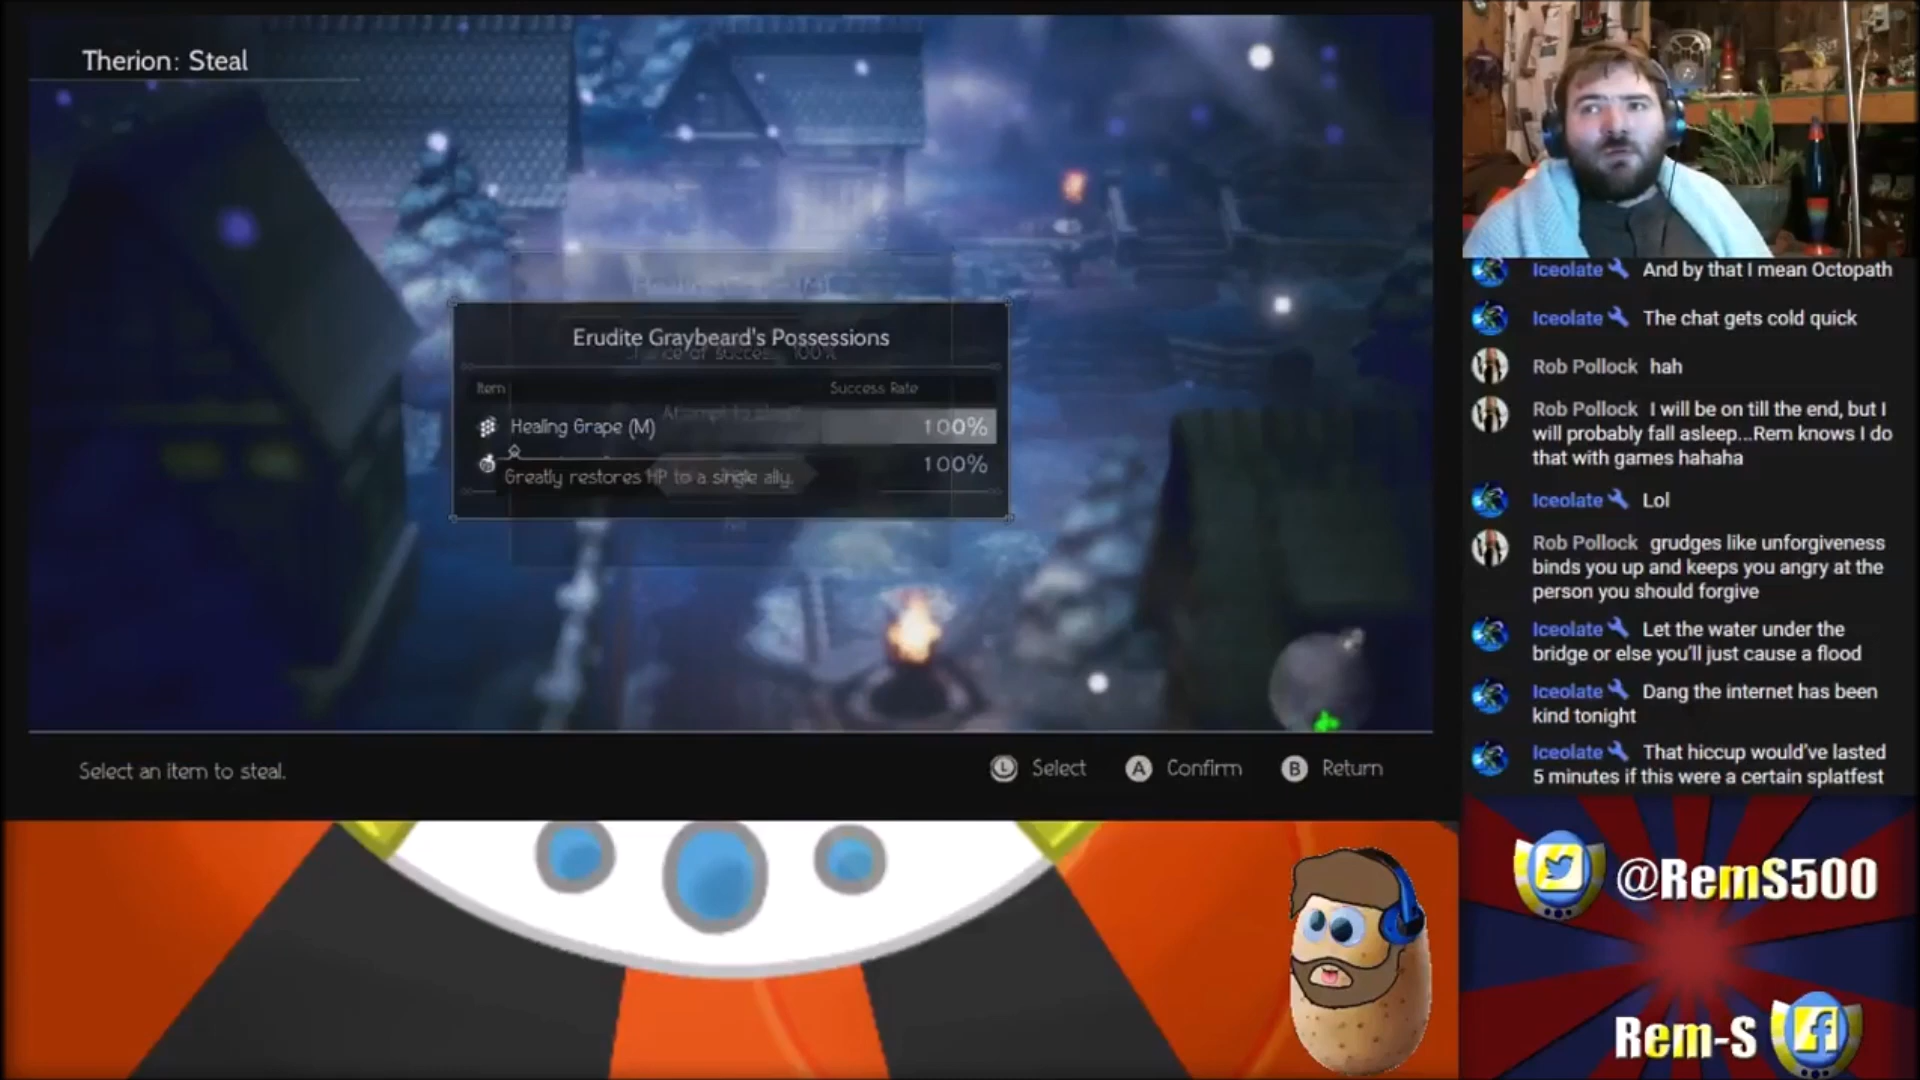 Therion: Steal
Erudite Graybeard's Possessions
Chance of success: 100%
Item
Success Rate
Healing Grape (M)
100%
100%
Greatly restores HP to a single ally.
Select an item to steal.
L Select
A Confirm
B Return
Iceolate And by that I mean Octopath
Iceolate The chat gets cold quick
Rob Pollock hah
Rob Pollock I will be on till the end, but I
will probably fall asleep...Rem knows I do
that with games hahaha
Iceolate Lol
Rob Pollock grudges like unforgiveness
binds you up and keeps you angry at the
person you should forgive
Iceolate Let the water under the
bridge or else you'll just cause a flood
Iceolate Dang the internet has been
kind tonight
Iceolate That hiccup would've lasted
5 minutes if this were a certain splatfest
@RemS500
Rem-S